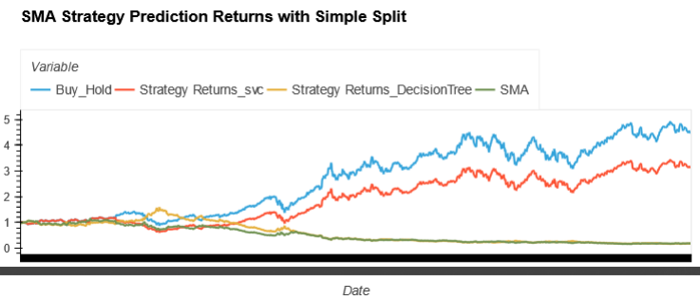 SMA Strategy Prediction Returns with Simple Split
Variable
Buy_Hold Strategy Returns_svc Strategy Returns_DecisionTree SMA
5
4
3
2
1
0
Date